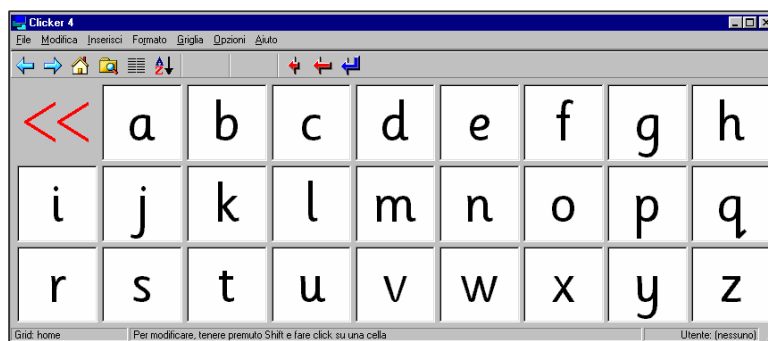 Clicker 4
File Modifica Inserisci Formato Griglia Opzioni Aiuto
<< a b c d e f g h
i j k l m n o p q
r s t u v w x y z
Grid: home Per modificare, tenere premuto Shift e fare click su una cella Utente: (nessuno)